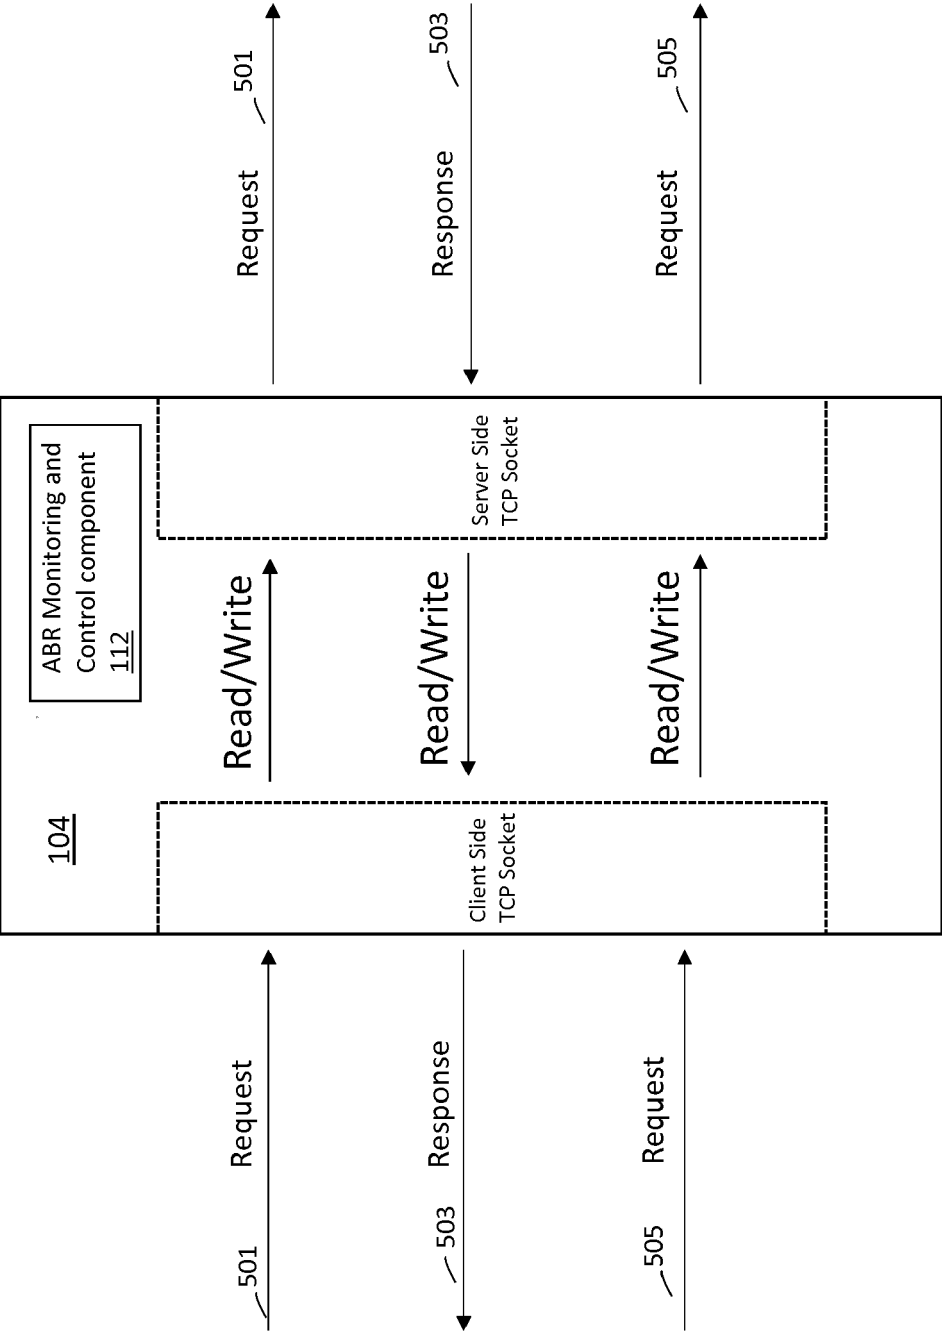 ABR Monitoring and
Control component
112
104
501
Request
Read/Write
Request
501
503
Response
Read/Write
Response
503
Client Side
TCP Socket
Server Side
TCP Socket
505
Request
Read/Write
Request
505